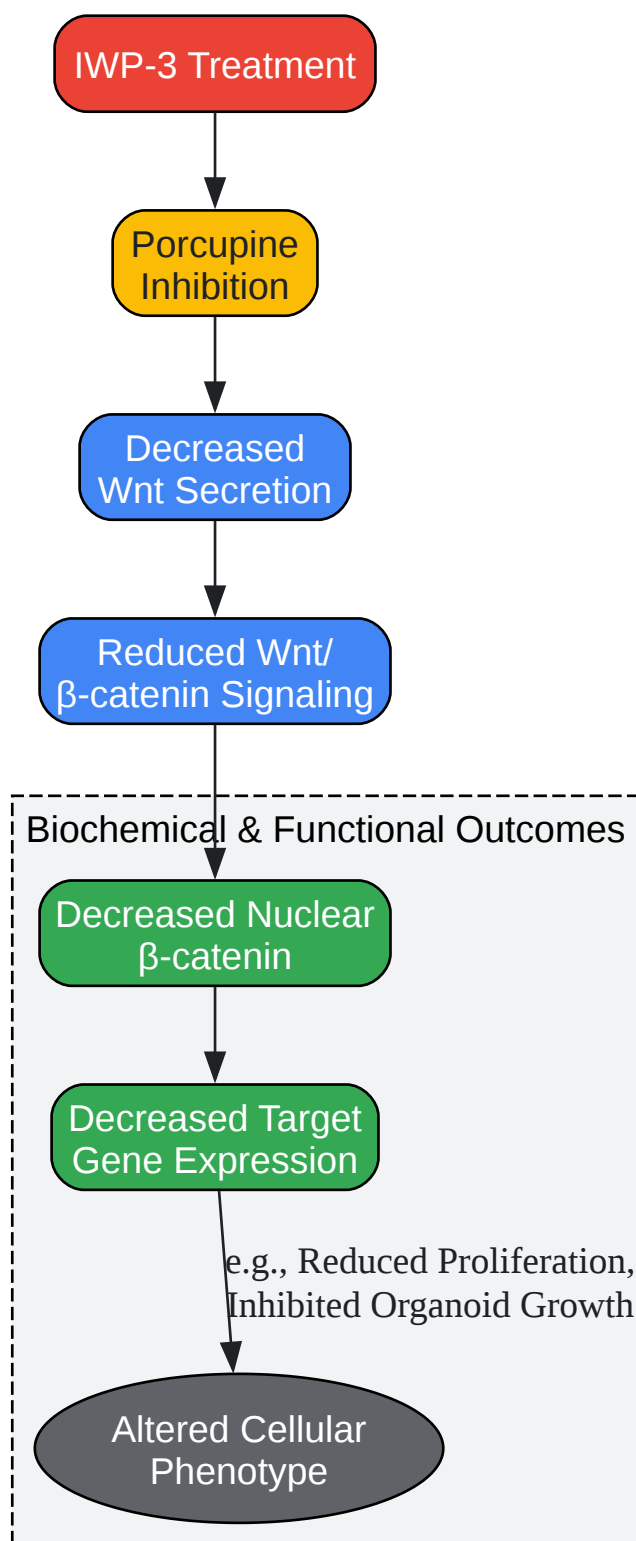 IWP-3 Treatment
Porcupine
Inhibition
Decreased
Wnt Secretion
Reduced Wnt/
β-catenin Signaling
Biochemical & Functional Outcomes
Decreased Nuclear
β-catenin
Decreased Target
Gene Expression
e.g., Reduced Proliferation,
Inhibited Organoid Growth
Altered Cellular
Phenotype